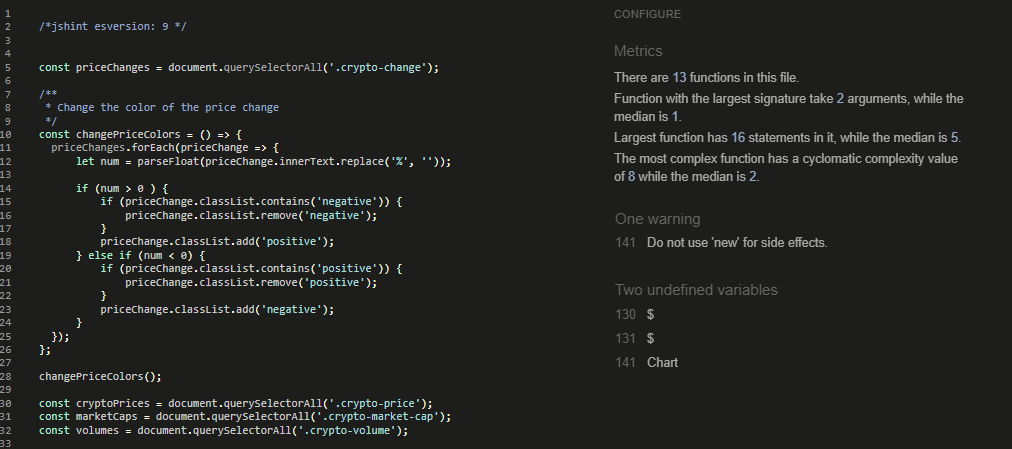 1
2 /*jshint esversion: 9 */
3
4
5 const priceChanges = document.querySelectorAll('.crypto-change');
6
7 /**
8 * Change the color of the price change
9 */
10 const changePriceColors = () => {
11 priceChanges.forEach(priceChange => {
12 let num = parseFloat(priceChange.innerText.replace('%', ''));
13
14 if (num > 0 ) {
15 if (priceChange.classList.contains('negative')) {
16 priceChange.classList.remove('negative');
17 }
18 priceChange.classList.add('positive');
19 } else if (num < 0) {
20 if (priceChange.classList.contains('positive')) {
21 priceChange.classList.remove('positive');
22 }
23 priceChange.classList.add('negative');
24 }
25 });
26 };
27
28 changePriceColors();
29
30 const cryptoPrices = document.querySelectorAll('.crypto-price');
31 const marketCaps = document.querySelectorAll('.crypto-market-cap');
32 const volumes = document.querySelectorAll('.crypto-volume');
33
CONFIGURE
Metrics
There are 13 functions in this file.
Function with the largest signature take 2 arguments, while the
median is 1.
Largest function has 16 statements in it, while the median is 5.
The most complex function has a cyclomatic complexity value
of 8 while the median is 2.
One warning
141 Do not use 'new' for side effects.
Two undefined variables
130 $
131 $
141 Chart